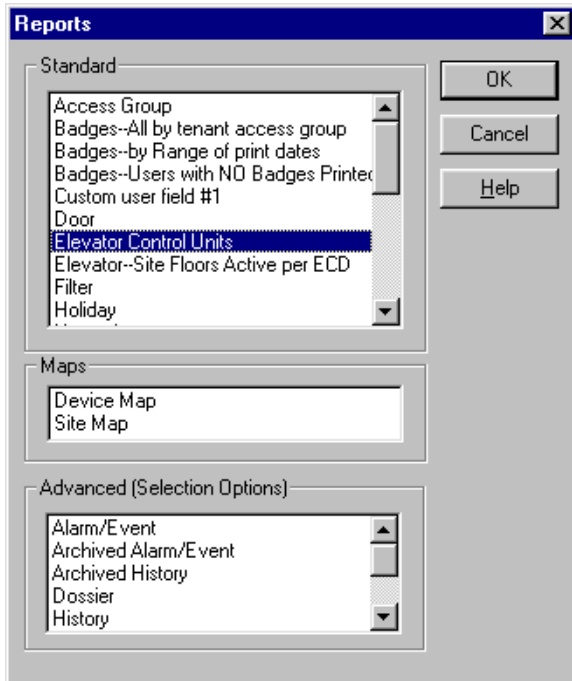 Reports
Standard
Access Group
Badges--All by tenant access group
Badges--by Range of print dates
Badges--Users with NO Badges Printed
Custom user field #1
Door
Elevator Control Units
Elevator--Site Floors Active per ECD
Filter
Holiday
OK
Cancel
Help
Maps
Device Map
Site Map
Advanced (Selection Options)
Alarm/Event
Archived Alarm/Event
Archived History
Dossier
History